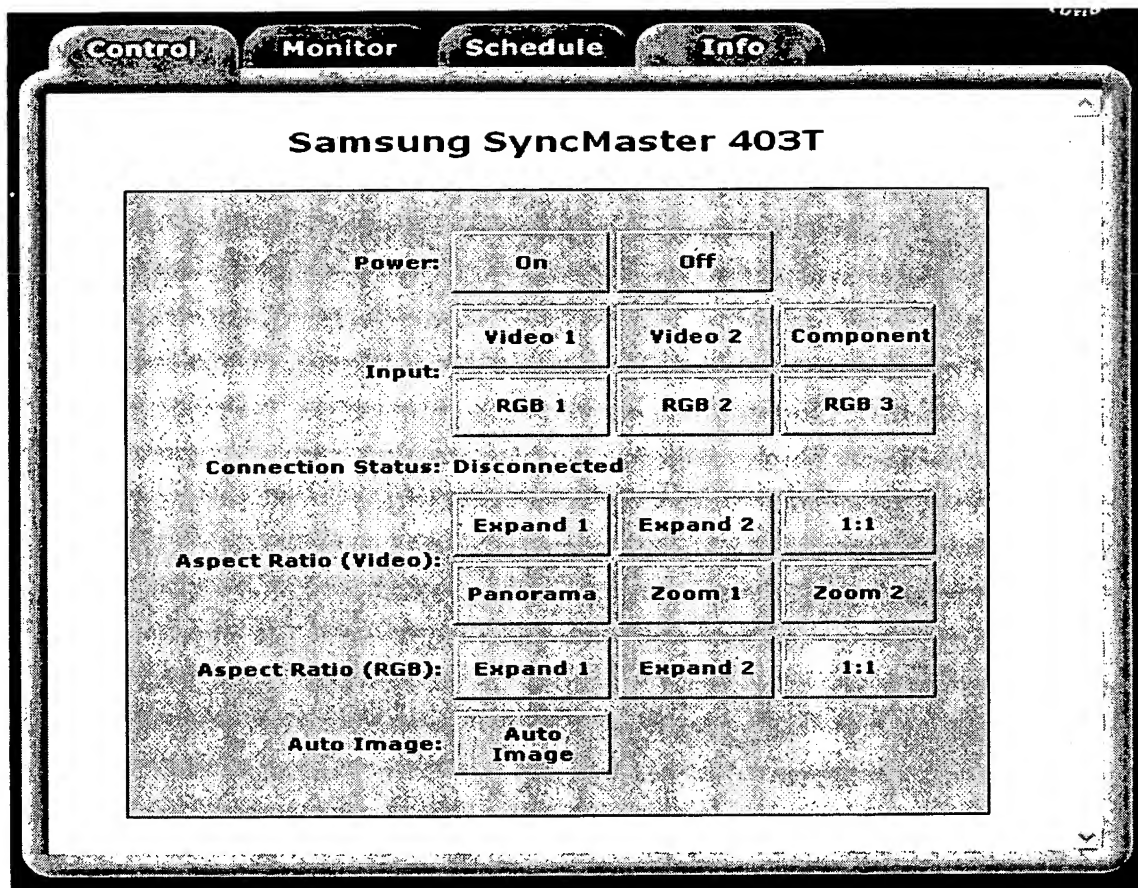 Control Monitor Schedule Info
Samsung SyncMaster 403T
Power: On Off
Video 1 Video 2 Component
Input:
RGB 1 RGB 2 RGB 3
Connection Status: Disconnected
Expand 1 Expand 2 1:1
Aspect Ratio (Video):
Panorama Zoom 1 Zoom 2
Aspect Ratio (RGB): Expand 1 Expand 2 1:1
Auto Image: Auto Image